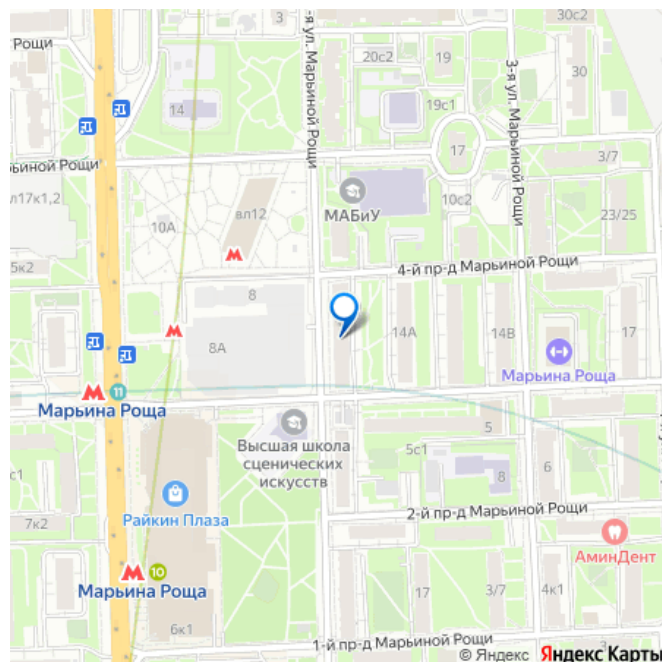 3
30с2
20с2
19
30
Рощи
14
2-я ул. Марьиной Рощи
3-я ул. Марьиной Рощи
19с1
17
3/7
ьиной Рощи
л17к1,2
вл12
МАБиУ
10с2
10А
23/25
5к2
4-й пр-д Марьиной Рощи
8
8А
14А
14В
17
Марьина Роща
11
Марьина Роща
Высшая школа
сценических
искусств
5
5с1
с1
6
8
Райкин Плаза
7к2
2-й пр-д Марьиной Рощи
АминДент
10
Марьина Роща
17
3/7
4к1
6к1
1-й пр-д Марьиной Рощи
© Яндекс Яндекс Карты